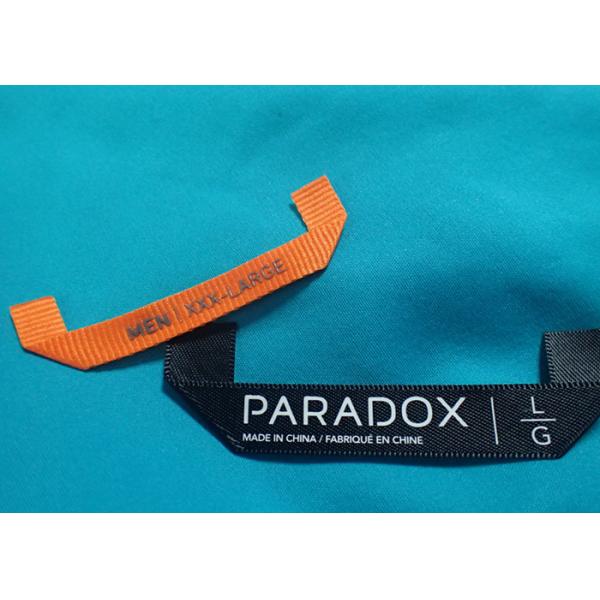 MEN | XXX-LARGE
PARADOX
MADE IN CHINA / FABRIQUÉ EN CHINE
L
G